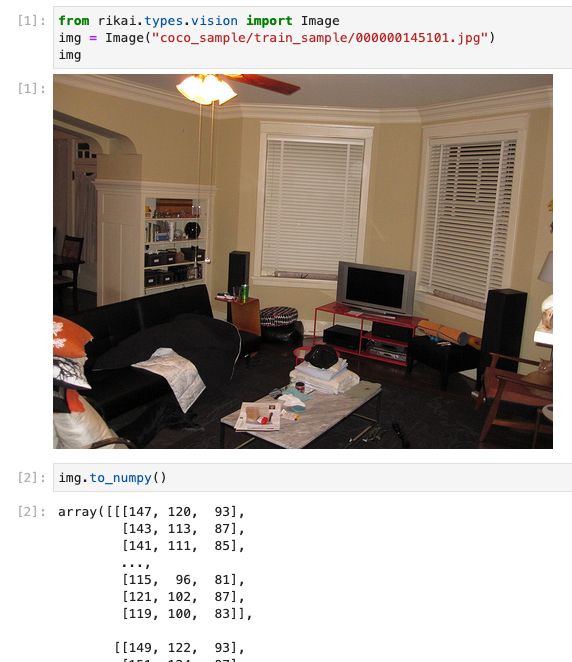 [1]: from rikai.types.vision import Image
img = Image("coco_sample/train_sample/000000145101.jpg")
img
[1]:
[2]: img.to_numpy()
[2]: array([[[147, 120,  93],
[143, 113,  87],
[141, 111,  85],
...,
[115,  96,  81],
[121, 102,  87],
[119, 100,  83]],
[[149, 122,  93],